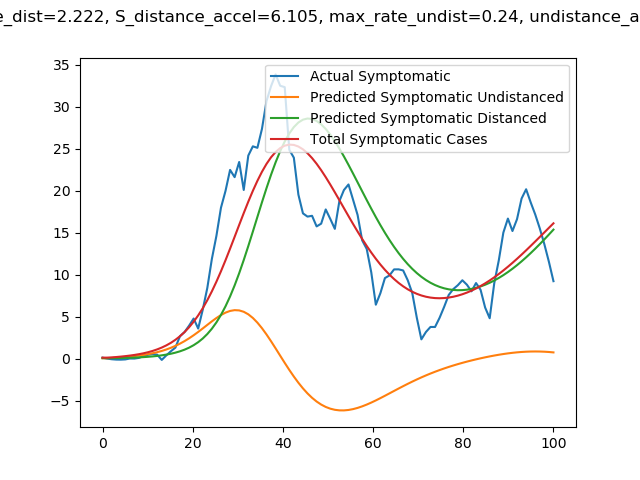 e_dist=2.222, S_distance_accel=6.105, max_rate_undist=0.24, undistance_a
Actual Symptomatic
Predicted Symptomatic Undistanced
Predicted Symptomatic Distanced
Total Symptomatic Cases
35
30
25
20
15
10
5
0
−5
0 20 40 60 80 100